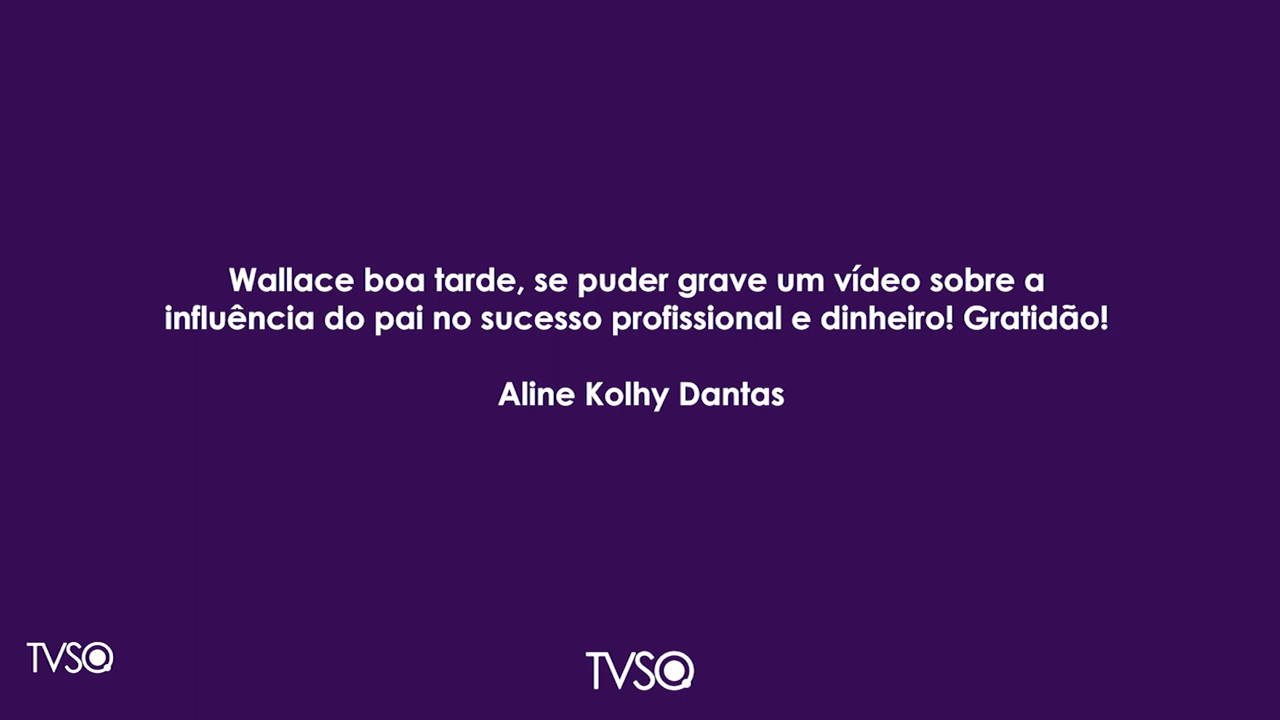 Wallace boa tarde, se puder grave um vídeo sobre a
influência do pai no sucesso profissional e dinheiro! Gratidão!
Aline Kolhy Dantas
TVSQ
TVSQ